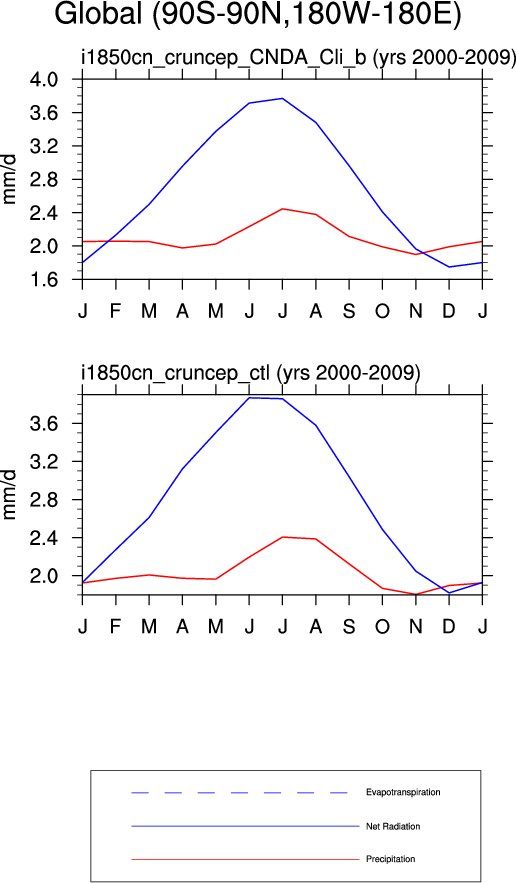 Global (90S-90N,180W-180E)
i1850cn_cruncep_CNDA_Cli_b (yrs 2000-2009)
mm/d
4.0
3.6
3.2
2.8
2.4
2.0
1.6
J F M A M J J A S O N D J
i1850cn_cruncep_ctl (yrs 2000-2009)
mm/d
3.6
3.2
2.8
2.4
2.0
J F M A M J J A S O N D J
Evapotranspiration
Net Radiation
Precipitation